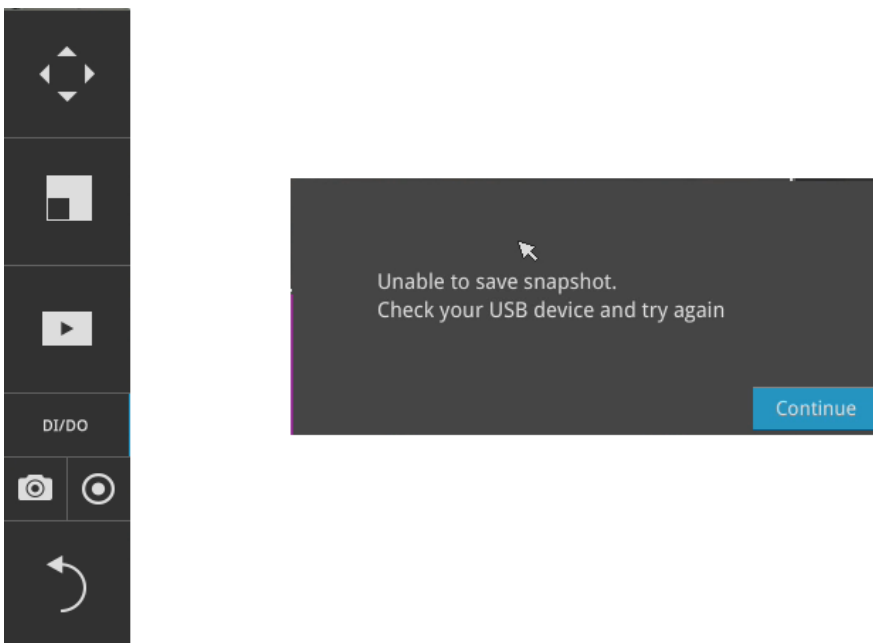 DI/DO
Unable to save snapshot.
Check your USB device and try again
Continue